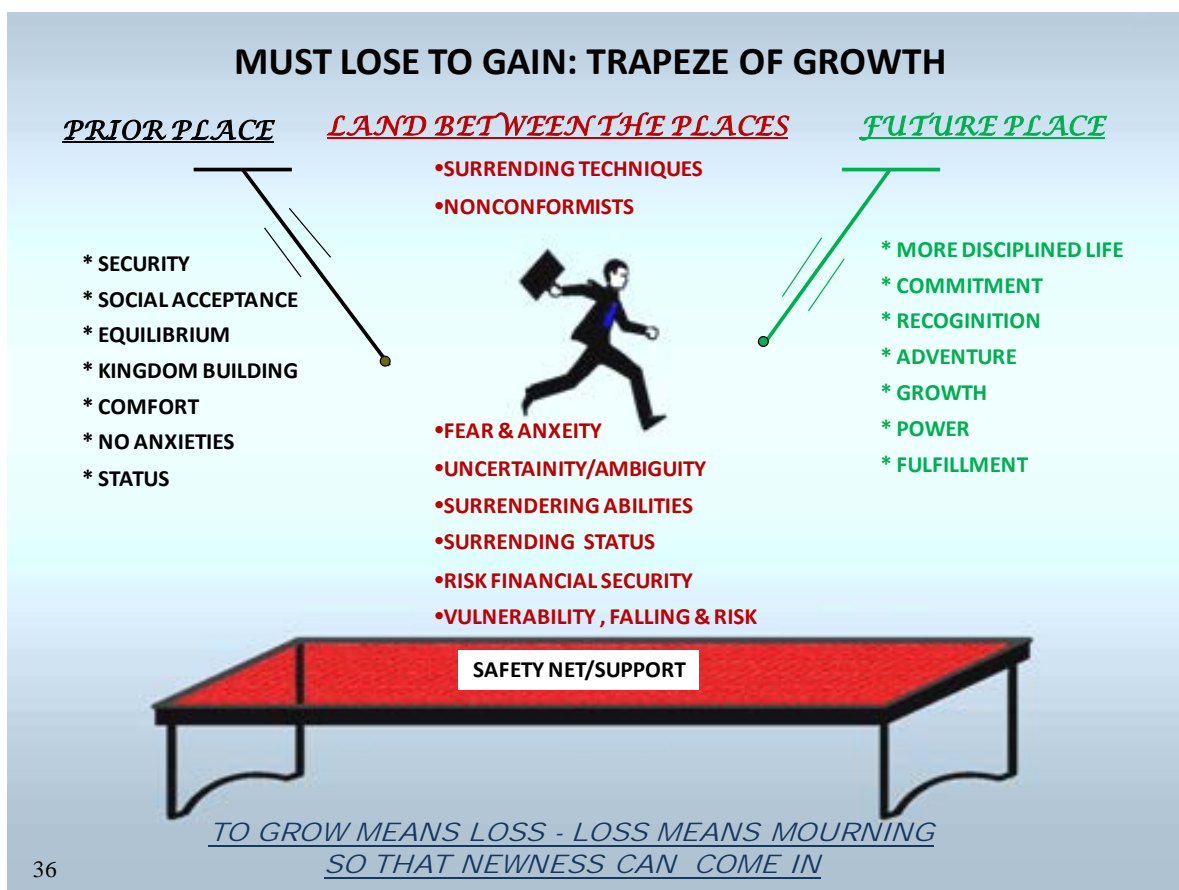 MUST LOSE TO GAIN: TRAPEZE OF GROWTH
PRIOR PLACE
* SECURITY
* SOCIAL ACCEPTANCE
* EQUILIBRIUM
* KINGDOM BUILDING
* COMFORT
* NO ANXIETIES
* STATUS
LAND BETWEEN THE PLACES
•SURRENDING TECHNIQUES
•NONCONFORMISTS
•FEAR & ANXEITY
•UNCERTAINITY/AMBIGUITY
•SURRENDERING ABILITIES
•SURRENDING STATUS
•RISK FINANCIAL SECURITY
•VULNERABILITY , FALLING & RISK
FUTURE PLACE
* MORE DISCIPLINED LIFE
* COMMITMENT
* RECOGINITION
* ADVENTURE
* GROWTH
* POWER
* FULFILLMENT
SAFETY NET/SUPPORT
TO GROW MEANS LOSS - LOSS MEANS MOURNING
SO THAT NEWNESS CAN COME IN
36